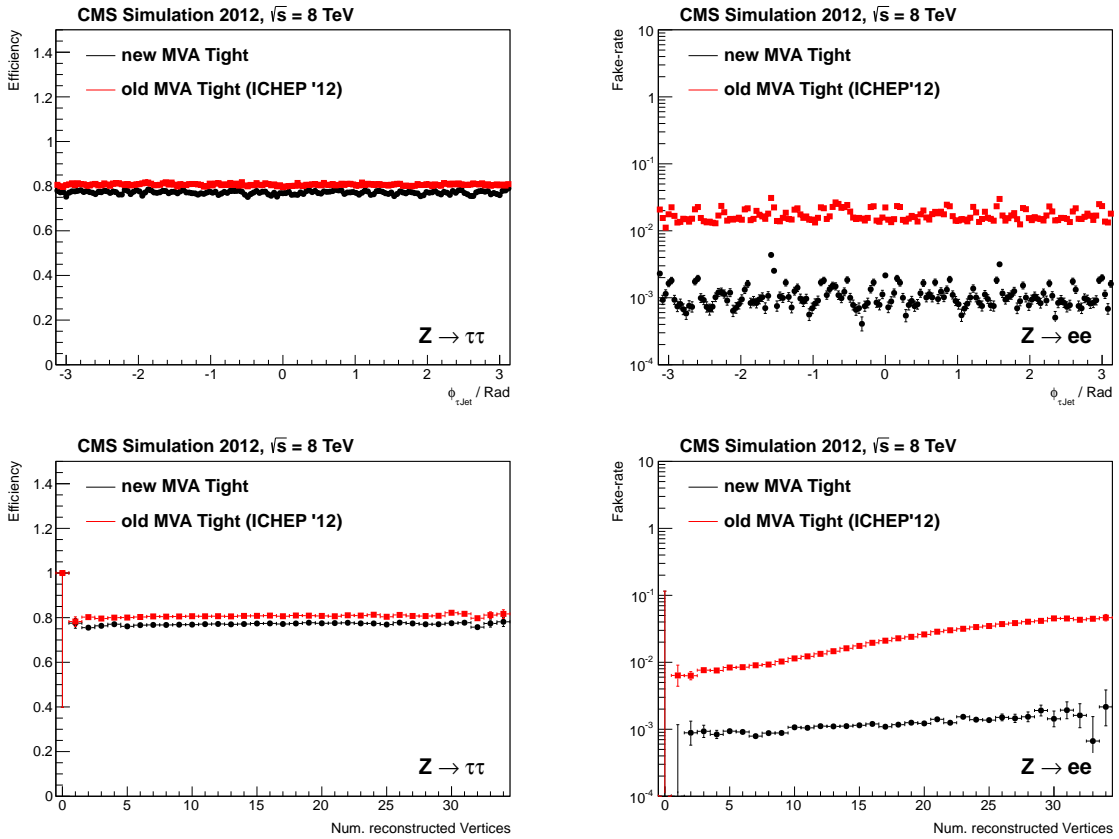 CMS Simulation 2012, √s = 8 TeV
Efficiency
1.4
1.2
1
0.8
0.6
0.4
0.2
0
new MVA Tight
old MVA Tight (ICHEP '12)
Z → ττ
-3 -2 -1 0 1 2 3
ϕτJet / Rad
CMS Simulation 2012, √s = 8 TeV
Fake-rate
10
1
10-1
10-2
10-3
10-4
new MVA Tight
old MVA Tight (ICHEP'12)
Z → ee
-3 -2 -1 0 1 2 3
ϕτJet / Rad
CMS Simulation 2012, √s = 8 TeV
Efficiency
1.4
1.2
1
0.8
0.6
0.4
0.2
0
new MVA Tight
old MVA Tight (ICHEP '12)
Z → ττ
0 5 10 15 20 25 30
Num. reconstructed Vertices
CMS Simulation 2012, √s = 8 TeV
Fake-rate
10
1
10-1
10-2
10-3
10-4
new MVA Tight
old MVA Tight (ICHEP'12)
Z → ee
0 5 10 15 20 25 30
Num. reconstructed Vertices